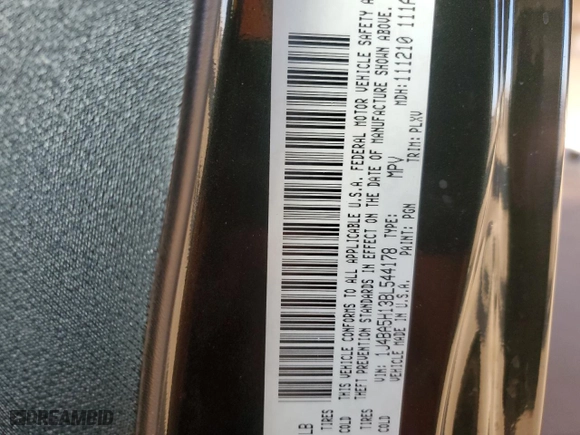 THIS VEHICLE CONFORMS TO ALL APPLICABLE U.S.A. FEDERAL MOTOR VEHICLE SAFETY A
THEFT PREVENTION STANDARDS IN EFFECT ON THE DATE OF MANUFACTURE SHOWN ABOVE.
VIN: 1J4BA5H13BL544178 TYPE: MPV MDH: 111210 111A
VEHICLE MADE IN U.S.A. PAINT: PGN TRIM: PLXV
LB
TIRES
COLD
TIRES
COLD
DREAMBID